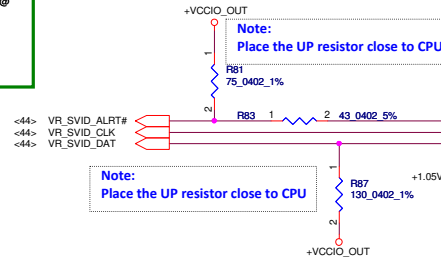 @
+VCCIO_OUT
Note:
Place the UP resistor close to CPU
1
R81
75_0402_1%
2
<44> VR_SVID_ALRT#
R83 1 2 43_0402_5%
<44> VR_SVID_CLK
<44> VR_SVID_DAT
Note:
Place the UP resistor close to CPU
1
R87
130_0402_1%
2
+1.05V
+VCCIO_OUT